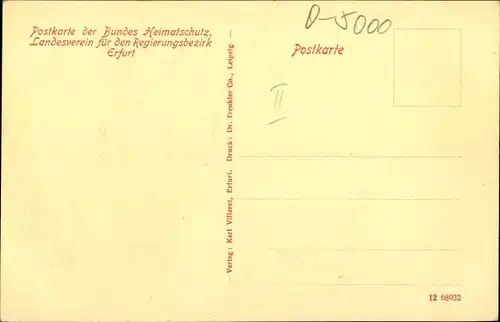 Postkarte der Bundes Heimatschutz,
Landesverein für den Regierungsbezirk
Erfurt
D-5000
Postkarte
II
Verlag: Karl Villaret, Erfurt. Druck: Dr. Trenkler Co., Leipzig.
12 68932